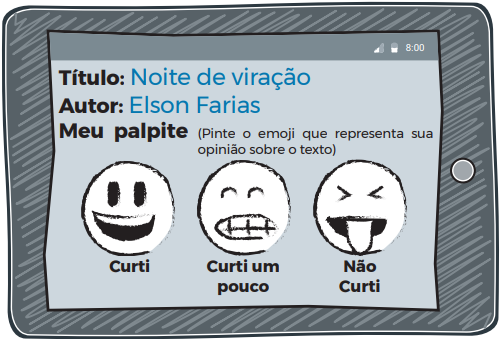 8:00
Título: Noite de viração
Autor: Elson Farias
Meu palpite (Pinte o emoji que representa sua
opinião sobre o texto)
Curti
Curti um
pouco
Não
Curti